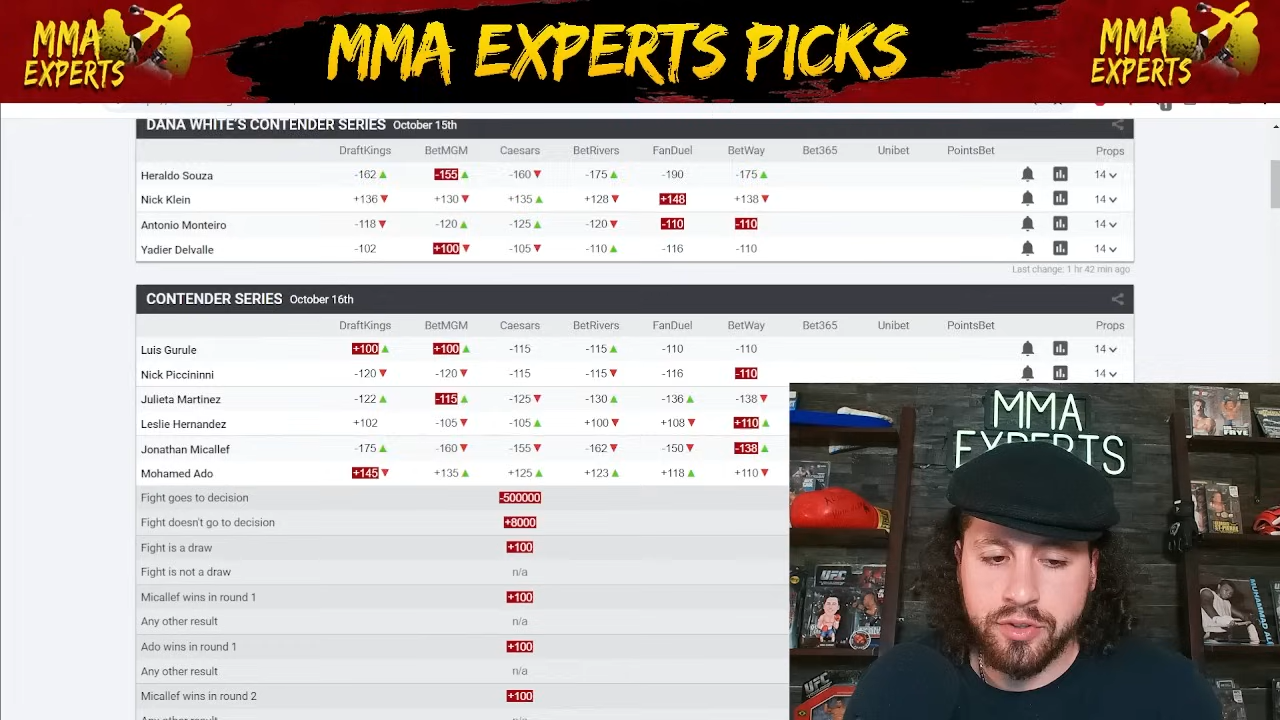 MMA
EXPERTS
MMA EXPERTS PICKS
MMA
EXPERTS
DANA WHITE'S CONTENDER SERIES October 15th
DraftKings BetMGM Caesars BetRivers FanDuel BetWay Bet365 Unibet PointsBet Props
Heraldo Souza -162▲ -155▲ -160▼ -175▲ -190 -175▲ 14
Nick Klein +136▼ +130▼ +135▲ +128▼ +148 +138▼ 14
Antonio Monteiro -118▼ -120▲ -125▲ -120▼ -110 -110 14
Yadier Delvalle -102 +100▼ -105▼ -110▲ -116 -110 14
Last change: 1 hr 42 min ago
CONTENDER SERIES October 16th
DraftKings BetMGM Caesars BetRivers FanDuel BetWay Bet365 Unibet PointsBet Props
Luis Gurule +100▲ +100▲ -115 -115▲ -110 -110 14
Nick Piccininni -120▼ -120▼ -115 -115▼ -116 -110 14
Julieta Martinez -122▲ -115▲ -125▼ -130▲ -136▲ -138▼
Leslie Hernandez +102 -105▼ -105▲ +100▼ +108▼ +110▲
Jonathan Micallef -175▲ -160▼ -155▼ -162▼ -150▼ -138▲
Mohamed Ado +145▼ +135▲ +125▲ +123▲ +118▲ +110▼
Fight goes to decision -500000
Fight doesn't go to decision +8000
Fight is a draw +100
Fight is not a draw n/a
Micallef wins in round 1 +100
Any other result n/a
Ado wins in round 1 +100
Any other result n/a
Micallef wins in round 2 +100
Any other result n/a
MMA
EXPERTS
FRYE
UFC
MUHAMMAD ALI
UFC